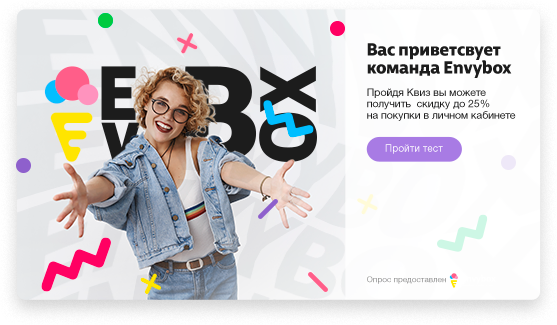 Вас приветсвует
команда Envybox
Пройдя Квиз вы можете
получить скидку до 25%
на покупки в личном кабинете
Пройти тест
Опрос предоставлен